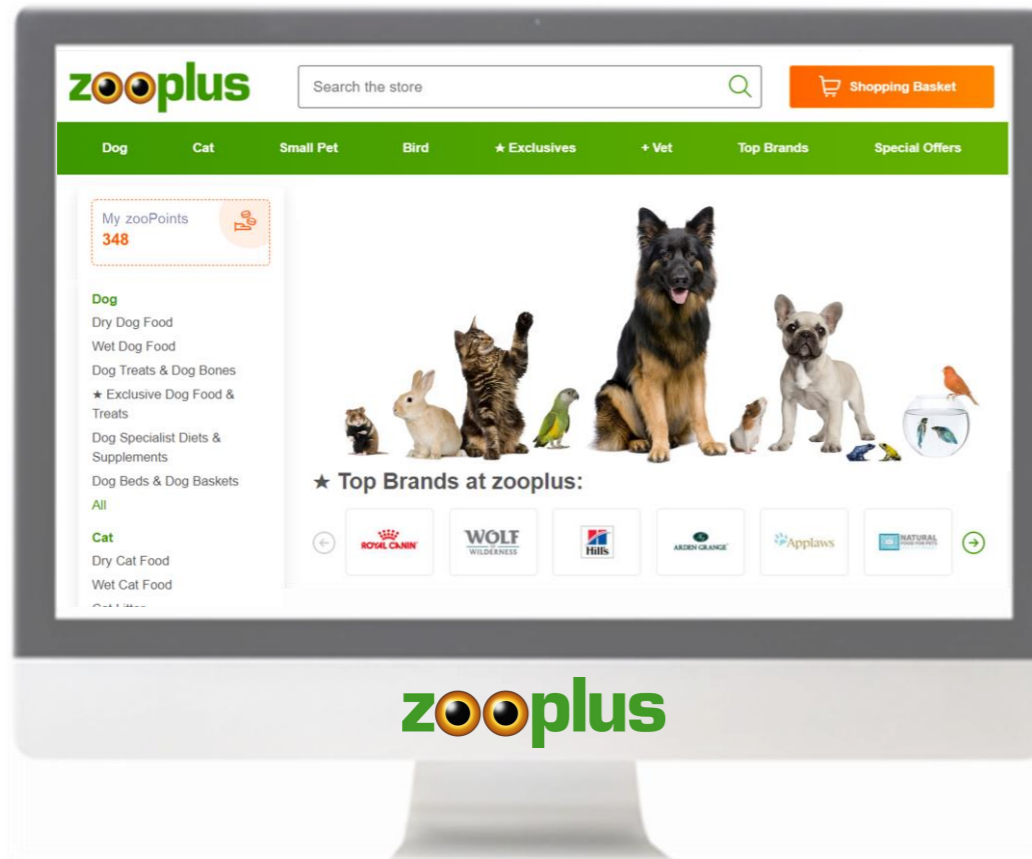 zooplus
Search the store
Shopping Basket
Dog
Cat
Small Pet
Bird
★ Exclusives
+ Vet
Top Brands
Special Offers
My zooPoints
348
Dog
Dry Dog Food
Wet Dog Food
Dog Treats & Dog Bones
★ Exclusive Dog Food &
Treats
Dog Specialist Diets &
Supplements
Dog Beds & Dog Baskets
All
Cat
Dry Cat Food
Wet Cat Food
★ Top Brands at zooplus:
ROYAL CANIN
WOLF
OF
WILDERNESS
Hill's
ARDEN GRANGE
Applaws
NATURAL
zooplus